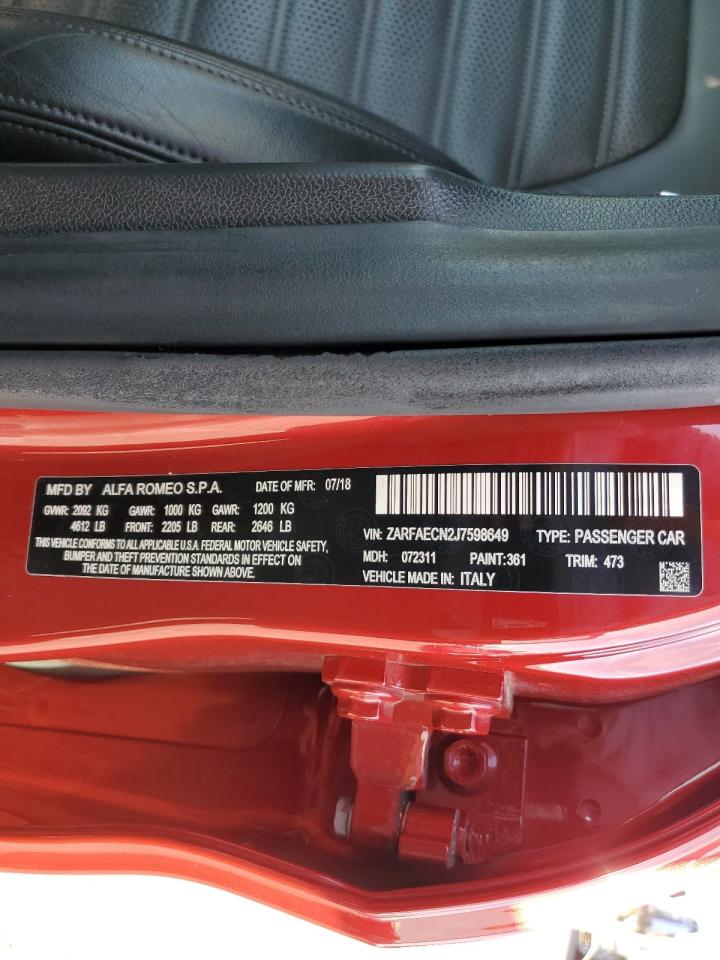 MFD BY ALFA ROMEO S.P.A. DATE OF MFR: 07/18
GVWR: 2092 KG GAWR: 1000 KG GAWR: 1200 KG
4612 LB FRONT: 2205 LB REAR: 2646 LB
THIS VEHICLE CONFORMS TO ALL APPLICABLE U.S.A. FEDERAL MOTOR VEHICLE SAFETY,
BUMPER AND THEFT PREVENTION STANDARDS IN EFFECT ON
THE DATE OF MANUFACTURE SHOWN ABOVE.
VIN: ZARFAECN2J7598649 TYPE: PASSENGER CAR
MDH: 072311 PAINT:361 TRIM: 473
VEHICLE MADE IN: ITALY